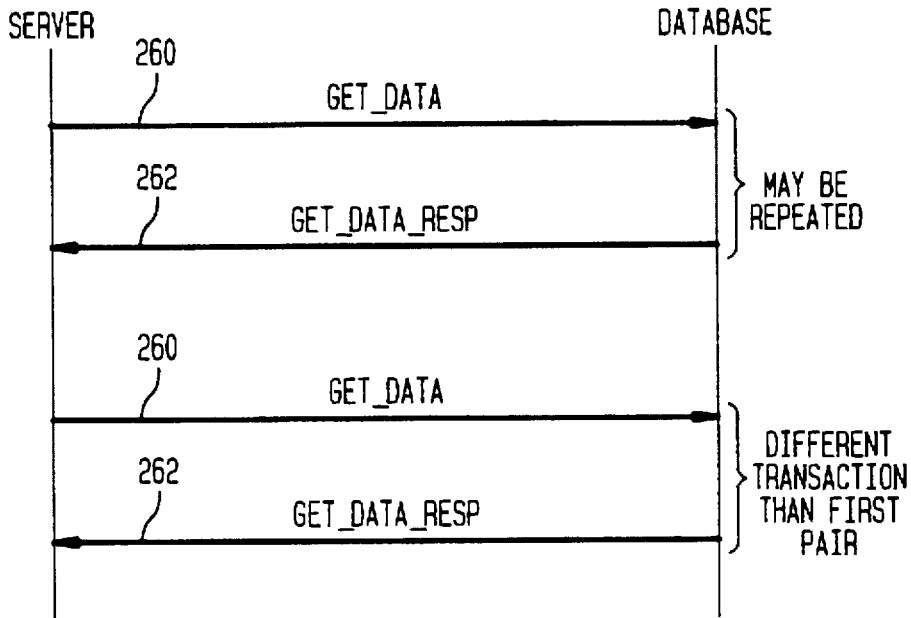 SERVER
DATABASE
260
GET_DATA
262
GET_DATA_RESP
MAY BE
REPEATED
260
GET_DATA
262
GET_DATA_RESP
DIFFERENT
TRANSACTION
THAN FIRST
PAIR